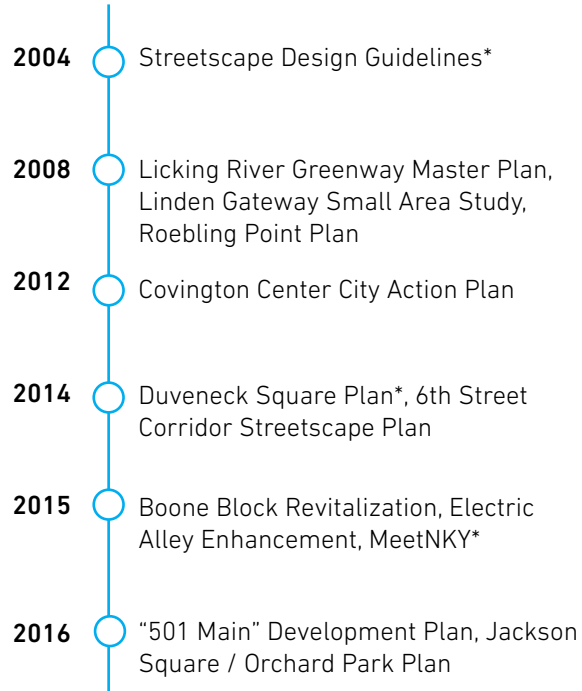 2004 Streetscape Design Guidelines*
2008 Licking River Greenway Master Plan,
Linden Gateway Small Area Study,
Roebling Point Plan
2012 Covington Center City Action Plan
2014 Duveneck Square Plan*, 6th Street
Corridor Streetscape Plan
2015 Boone Block Revitalization, Electric
Alley Enhancement, MeetNKY*
2016 “501 Main” Development Plan, Jackson
Square / Orchard Park Plan